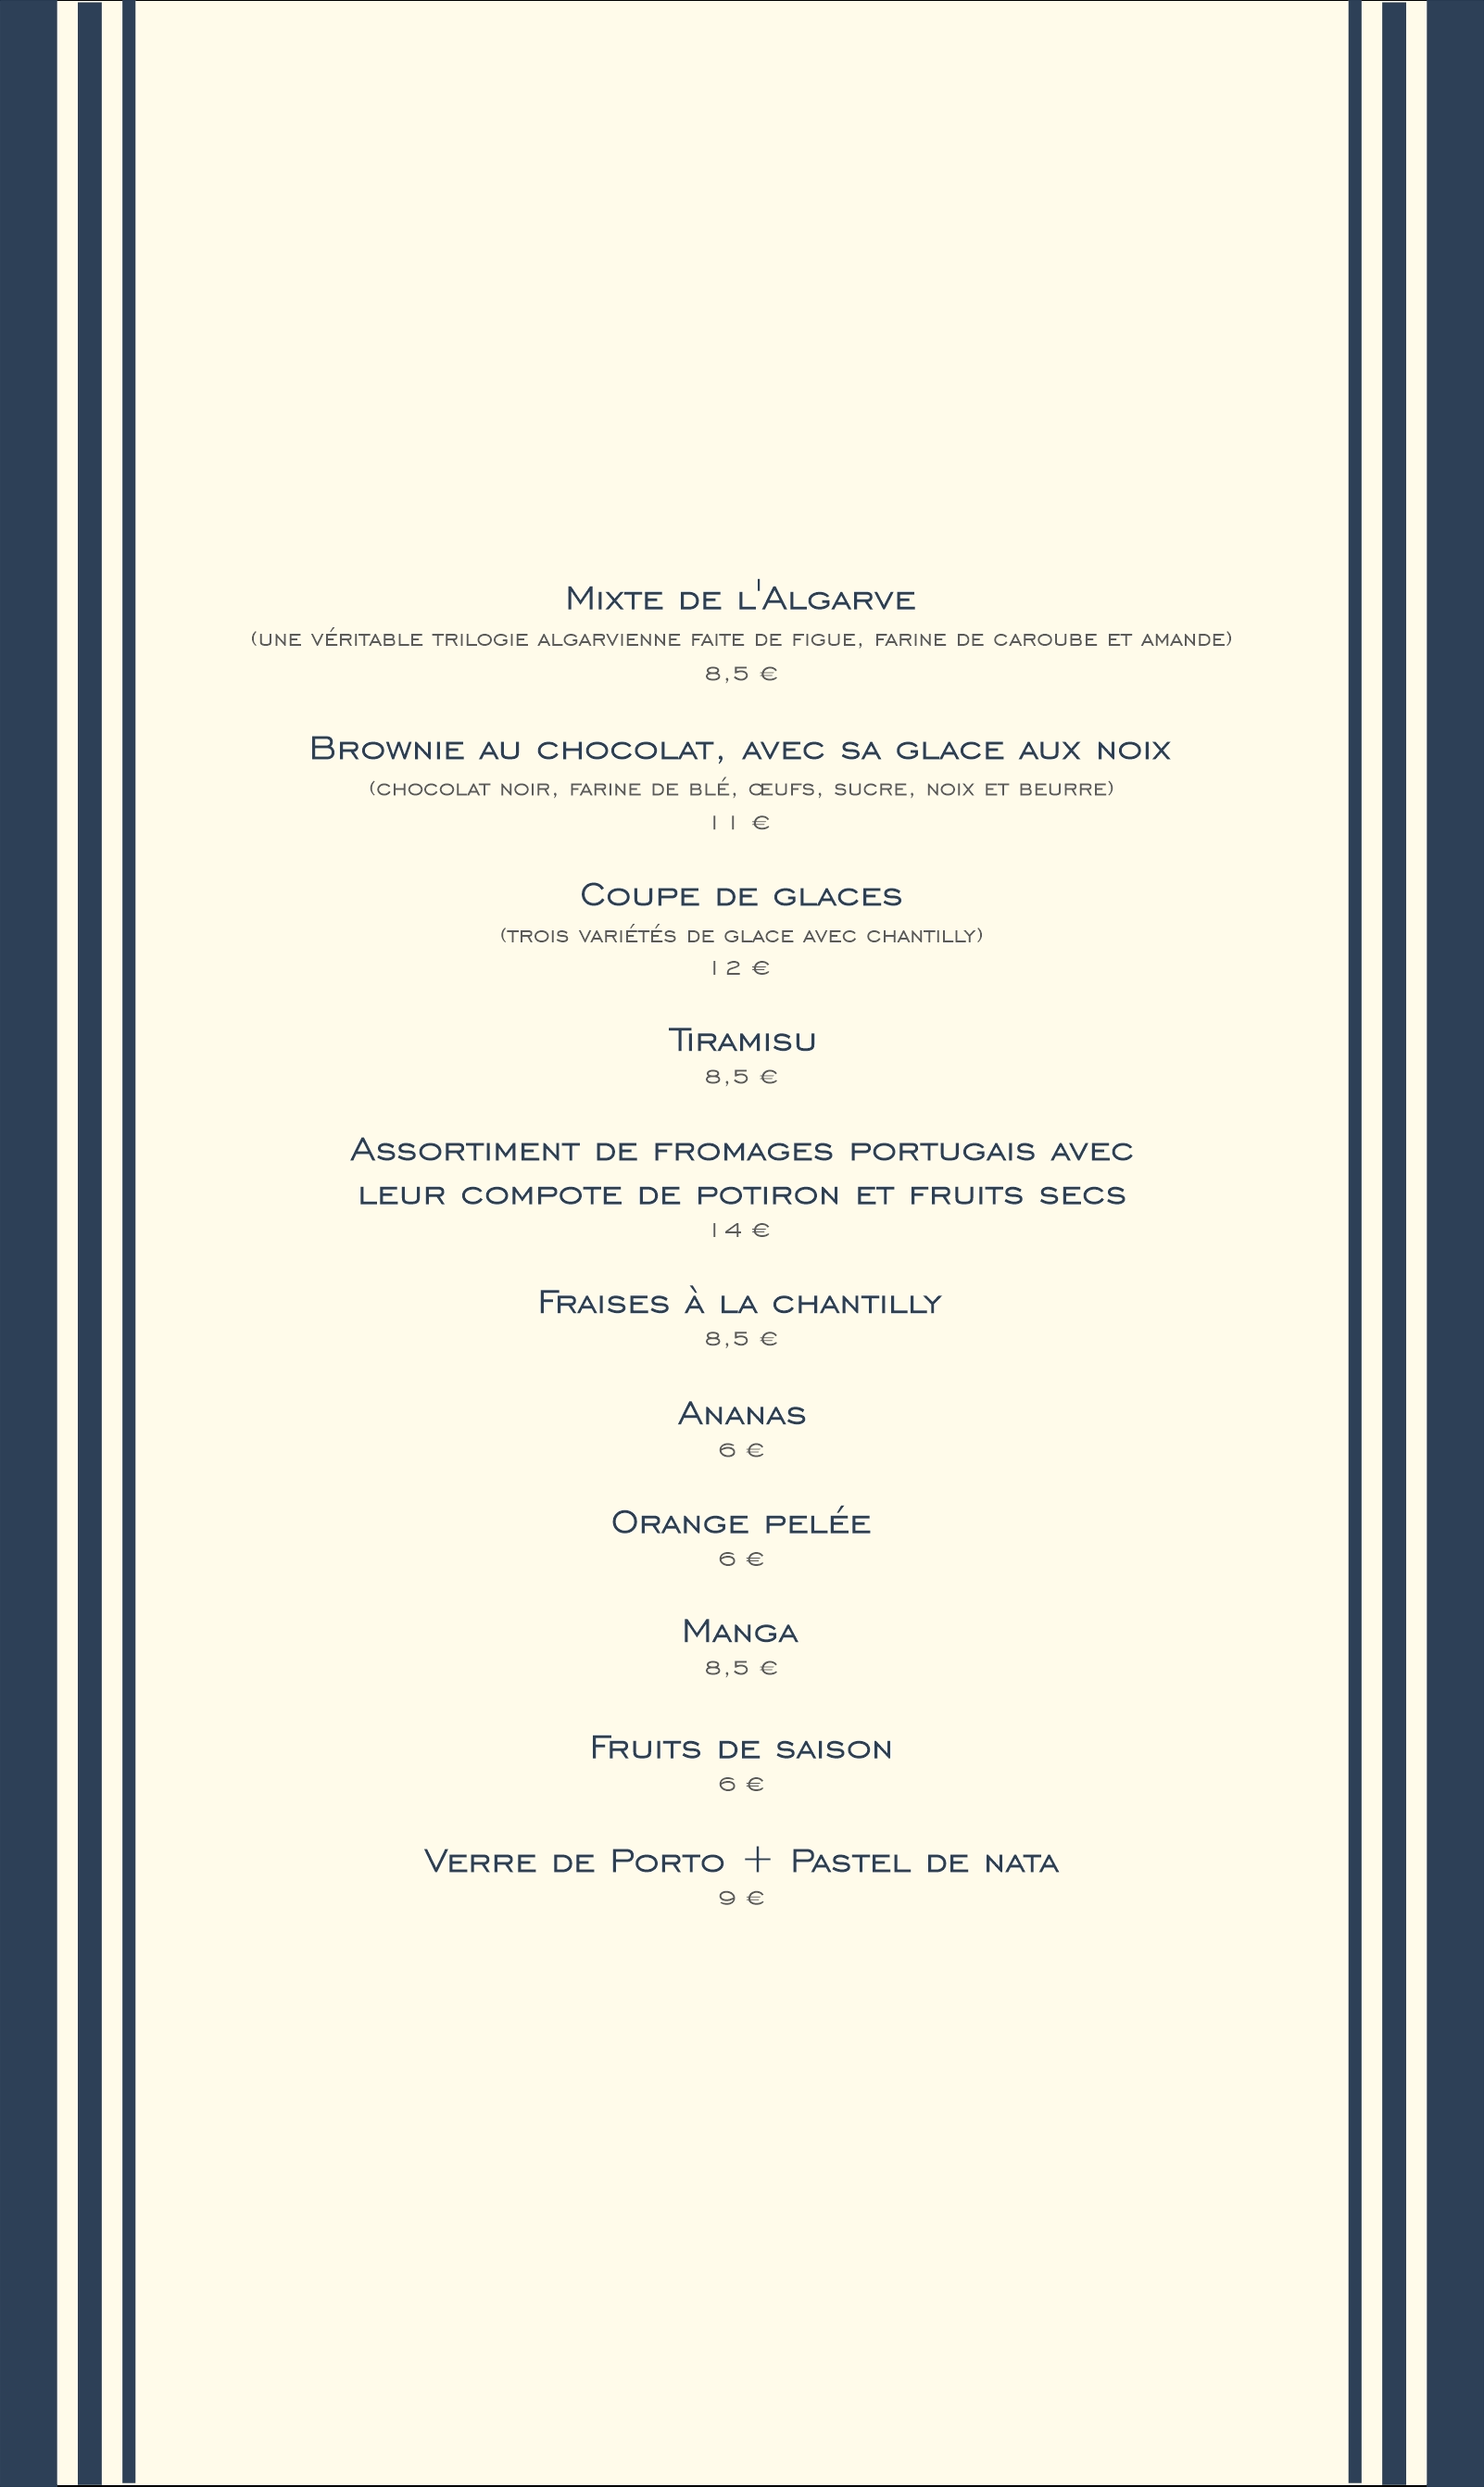 Mixte de l'Algarve
(une véritable trilogie algarvienne faite de figue, farine de caroube et amande)
8,5 €
Brownie au chocolat, avec sa glace aux noix
(chocolat noir, farine de blé, œufs, sucre, noix et beurre)
11 €
Coupe de glaces
(trois variétés de glace avec chantilly)
12 €
Tiramisu
8,5 €
Assortiment de fromages portugais avec
leur compote de potiron et fruits secs
14 €
Fraises à la chantilly
8,5 €
Ananas
6 €
Orange pelée
6 €
Manga
8,5 €
Fruits de saison
6 €
Verre de Porto + Pastel de nata
9 €